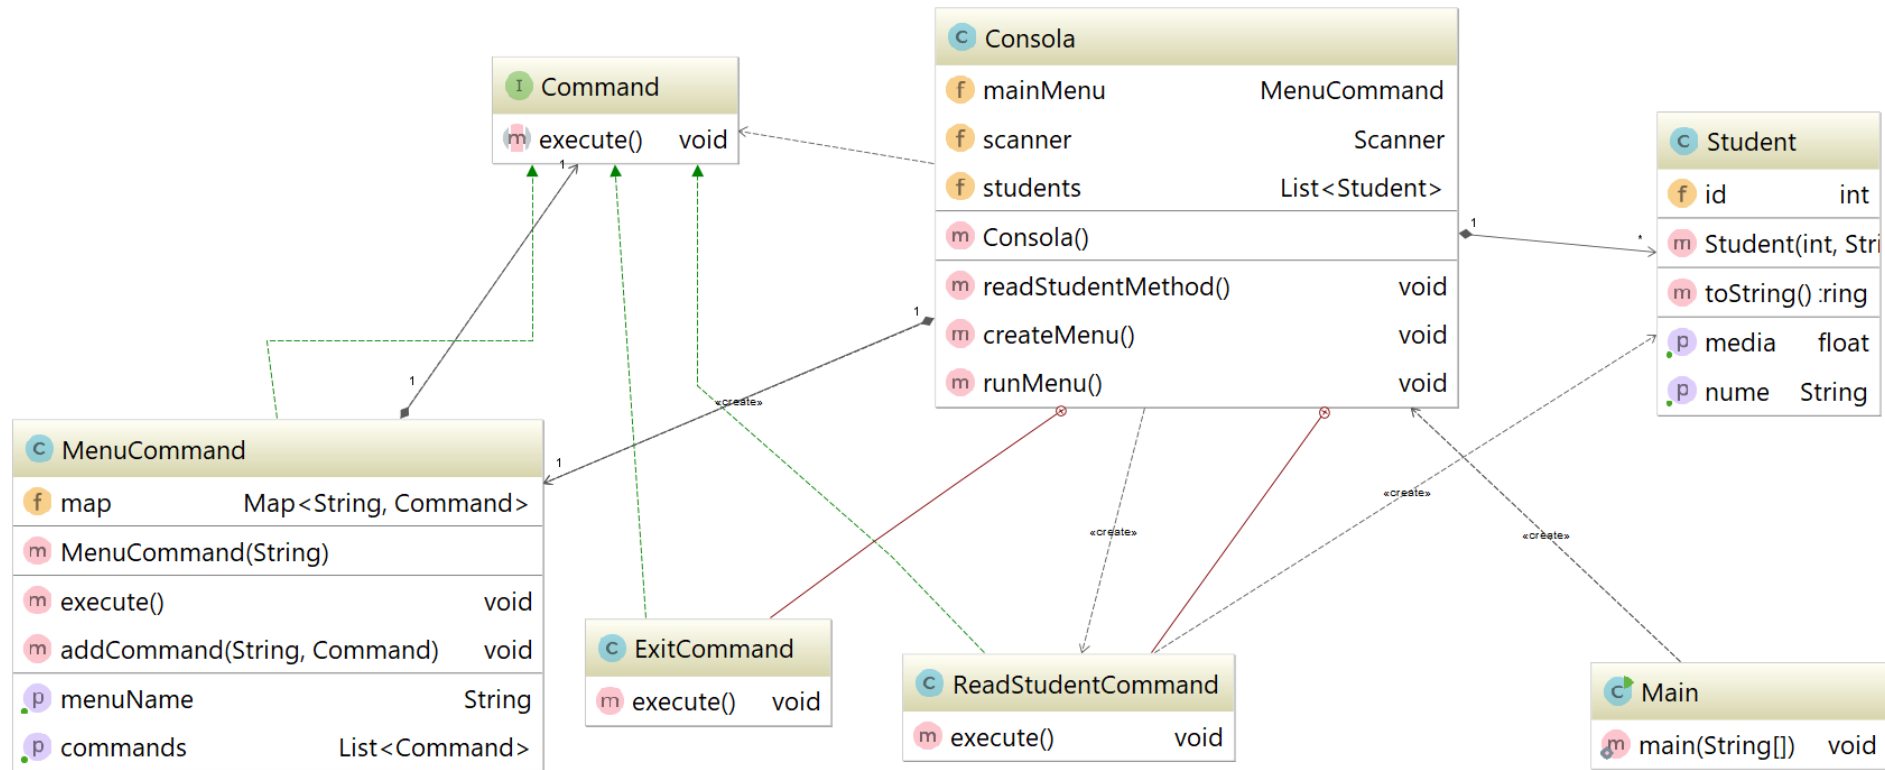 Command
execute() void
Consola
mainMenu MenuCommand
scanner Scanner
students List<Student>
Consola()
readStudentMethod() void
createMenu() void
runMenu() void
Student
id int
Student(int, Stri
toString() :ring
media float
nume String
1
1
1
*
1
1
«create»
«create»
«create»
«create»
MenuCommand
map Map<String, Command>
MenuCommand(String)
execute() void
addCommand(String, Command) void
menuName String
commands List<Command>
ExitCommand
execute() void
ReadStudentCommand
execute() void
Main
main(String[]) void